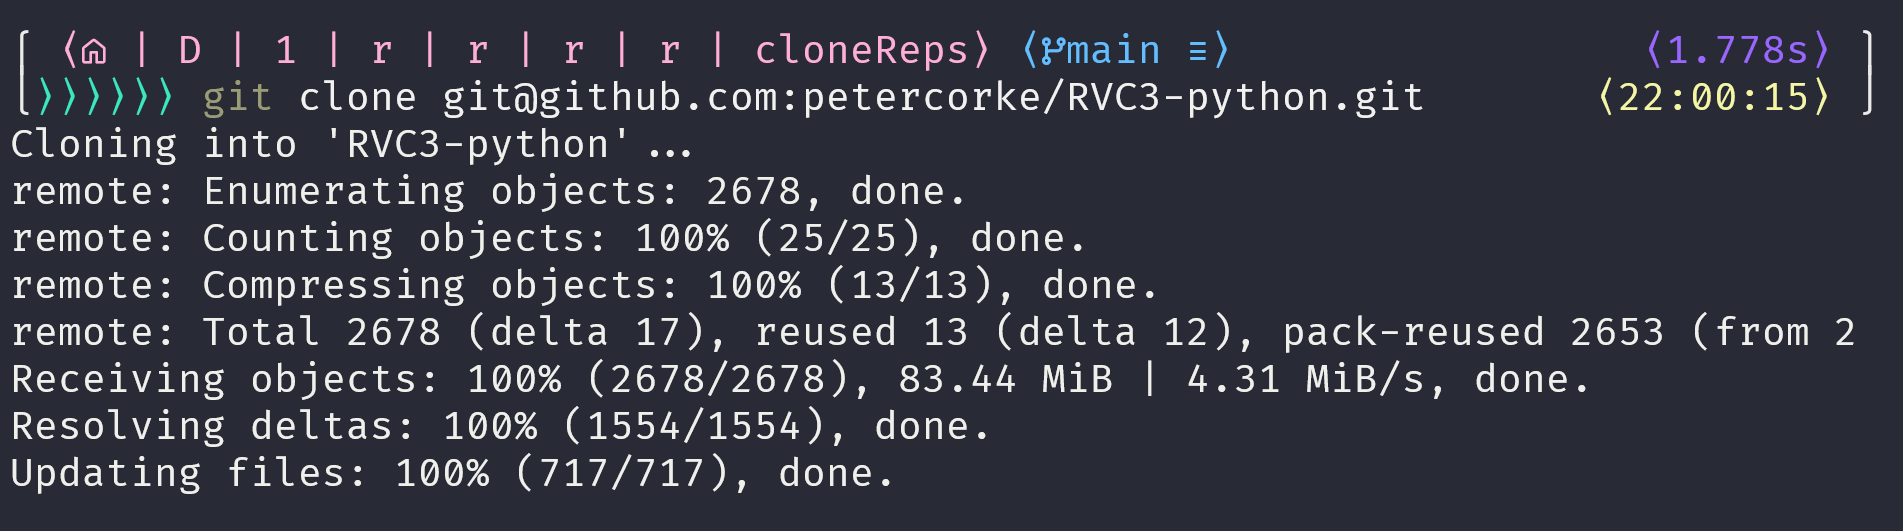 ⟨ | D | 1 | r | r | r | r | cloneReps⟩ ⟨main ≡⟩ ⟨1.778s⟩
⟩⟩⟩⟩⟩⟩ git clone git@github.com:petercorke/RVC3-python.git ⟨22:00:15⟩
Cloning into 'RVC3-python'...
remote: Enumerating objects: 2678, done.
remote: Counting objects: 100% (25/25), done.
remote: Compressing objects: 100% (13/13), done.
remote: Total 2678 (delta 17), reused 13 (delta 12), pack-reused 2653 (from 2
Receiving objects: 100% (2678/2678), 83.44 MiB | 4.31 MiB/s, done.
Resolving deltas: 100% (1554/1554), done.
Updating files: 100% (717/717), done.